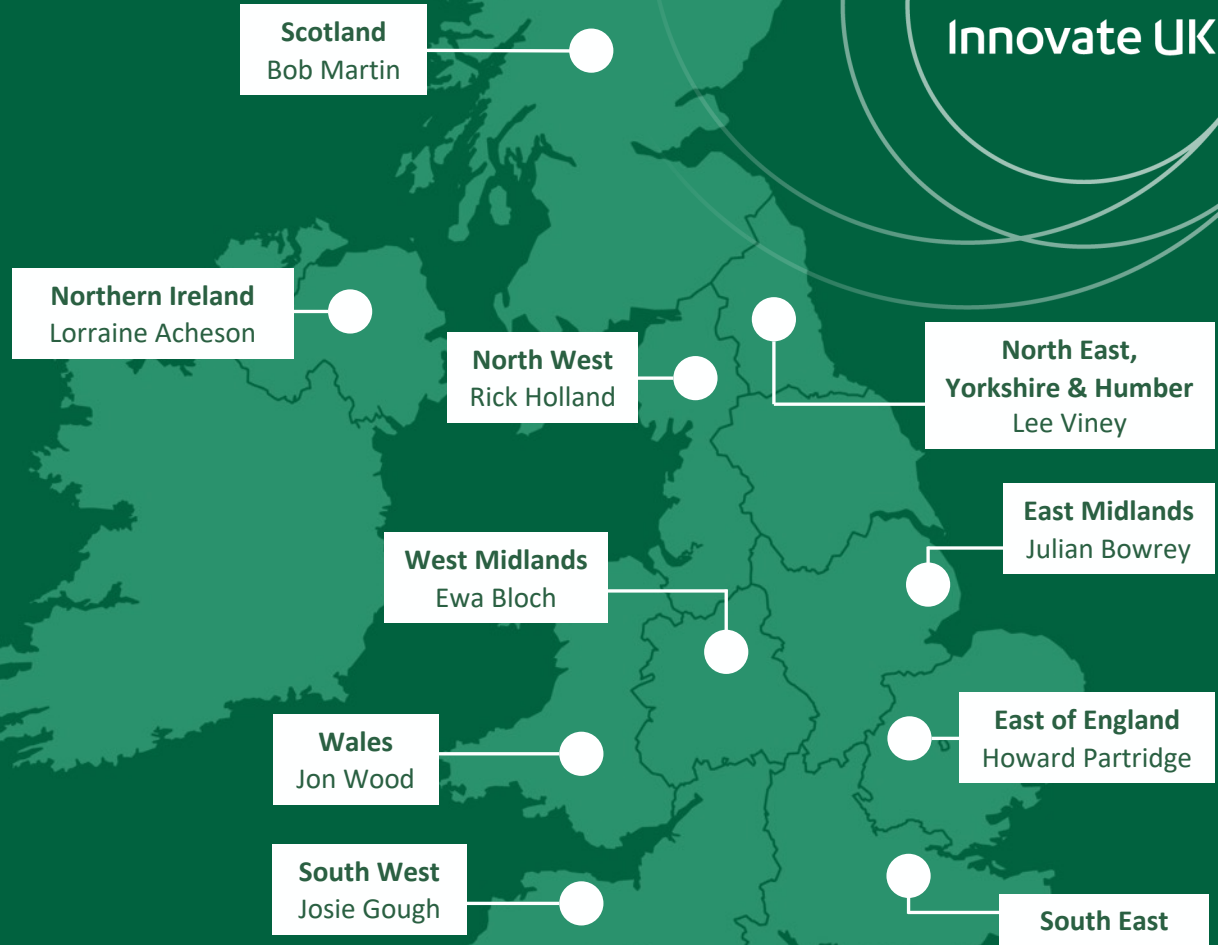 Innovate UK
Scotland
Bob Martin
Northern Ireland
Lorraine Acheson
North West
Rick Holland
North East,
Yorkshire & Humber
Lee Viney
East Midlands
Julian Bowrey
West Midlands
Ewa Bloch
East of England
Howard Partridge
Wales
Jon Wood
South West
Josie Gough
South East